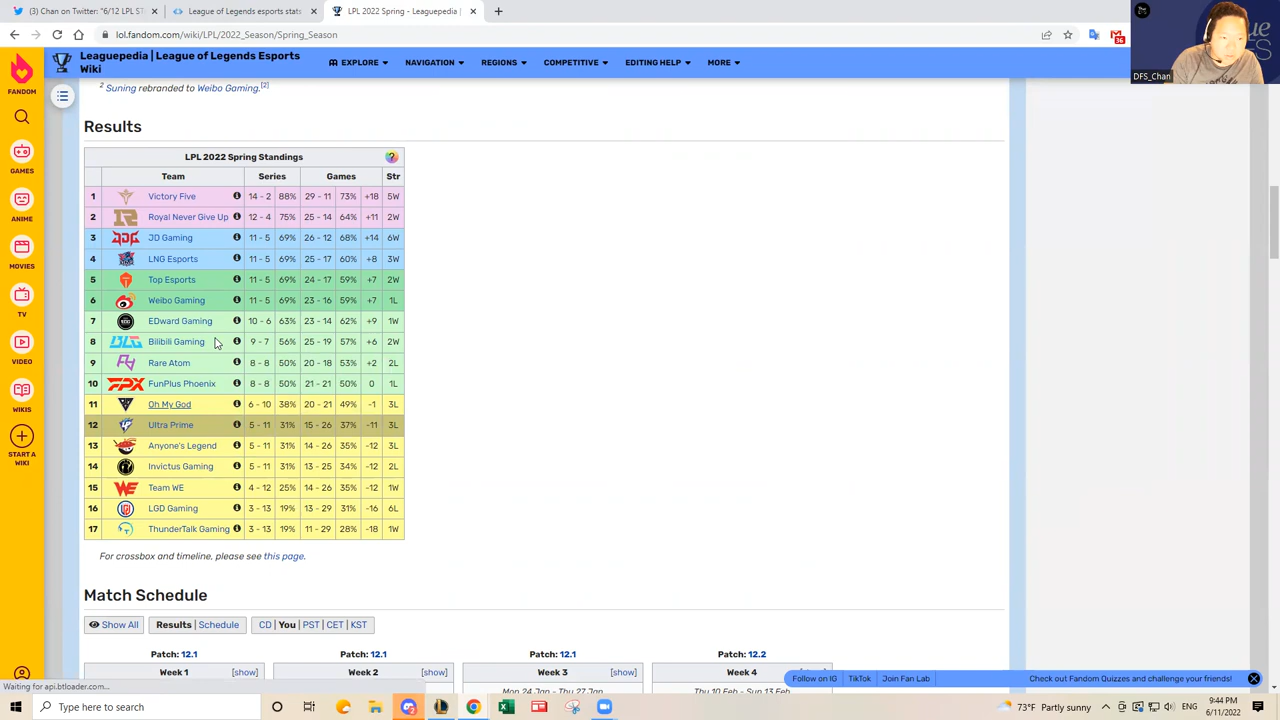 (3) Chan on Twitter: "6/12 LPL ST
League of Legends esports stats
LPL 2022 Spring - Leaguepedia |
lol.fandom.com/wiki/LPL/2022_Season/Spring_Season
36
DFS_Chan
FANDOM
Leaguepedia | League of Legends Esports
Wiki
EXPLORE
NAVIGATION
REGIONS
COMPETITIVE
EDITING HELP
MORE
GAMES
ANIME
MOVIES
TV
VIDEO
WIKIS
START A
WIKI
2 Suning rebranded to Weibo Gaming.[2]
Results
LPL 2022 Spring Standings
Team Series Games Str
1 Victory Five 14 - 2 88% 29 - 11 73% +18 5W
2 Royal Never Give Up 12 - 4 75% 25 - 14 64% +11 2W
3 JD Gaming 11 - 5 69% 26 - 12 68% +14 6W
4 LNG Esports 11 - 5 69% 25 - 17 60% +8 3W
5 Top Esports 11 - 5 69% 24 - 17 59% +7 2W
6 Weibo Gaming 11 - 5 69% 23 - 16 59% +7 1L
7 EDward Gaming 10 - 6 63% 23 - 14 62% +9 1W
8 Bilibili Gaming 9 - 7 56% 25 - 19 57% +6 2W
9 Rare Atom 8 - 8 50% 20 - 18 53% +2 2L
10 FunPlus Phoenix 8 - 8 50% 21 - 21 50% 0 1L
11 Oh My God 6 - 10 38% 20 - 21 49% -1 3L
12 Ultra Prime 5 - 11 31% 15 - 26 37% -11 3L
13 Anyone's Legend 5 - 11 31% 14 - 26 35% -12 3L
14 Invictus Gaming 5 - 11 31% 13 - 25 34% -12 2L
15 Team WE 4 - 12 25% 14 - 26 35% -12 1W
16 LGD Gaming 3 - 13 19% 13 - 29 31% -16 6L
17 ThunderTalk Gaming 3 - 13 19% 11 - 29 28% -18 1W
For crossbox and timeline, please see this page.
Match Schedule
Show All Results | Schedule CD | You | PST | CET | KST
Patch: 12.1 Patch: 12.1 Patch: 12.1 Patch: 12.2
Week 1 [show] Week 2 [show] Week 3 [show] Week 4
Mon 24 Jan - Thu 27 Jan Thu 10 Feb - Sun 13 Feb
Follow on IG TikTok Join Fan Lab Check out Fandom Quizzes and challenge your friends!
Waiting for api.btloader.com...
Type here to search
73°F Partly sunny
ENG
9:44 PM
6/11/2022